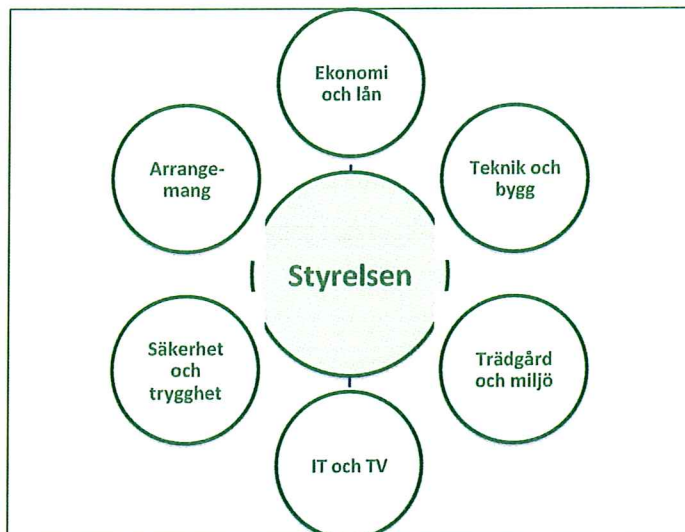 Ekonomi
och lån
Arrange-
mang
Teknik och
bygg
Styrelsen
Säkerhet
och
trygghet
Trädgård
och miljö
IT och TV